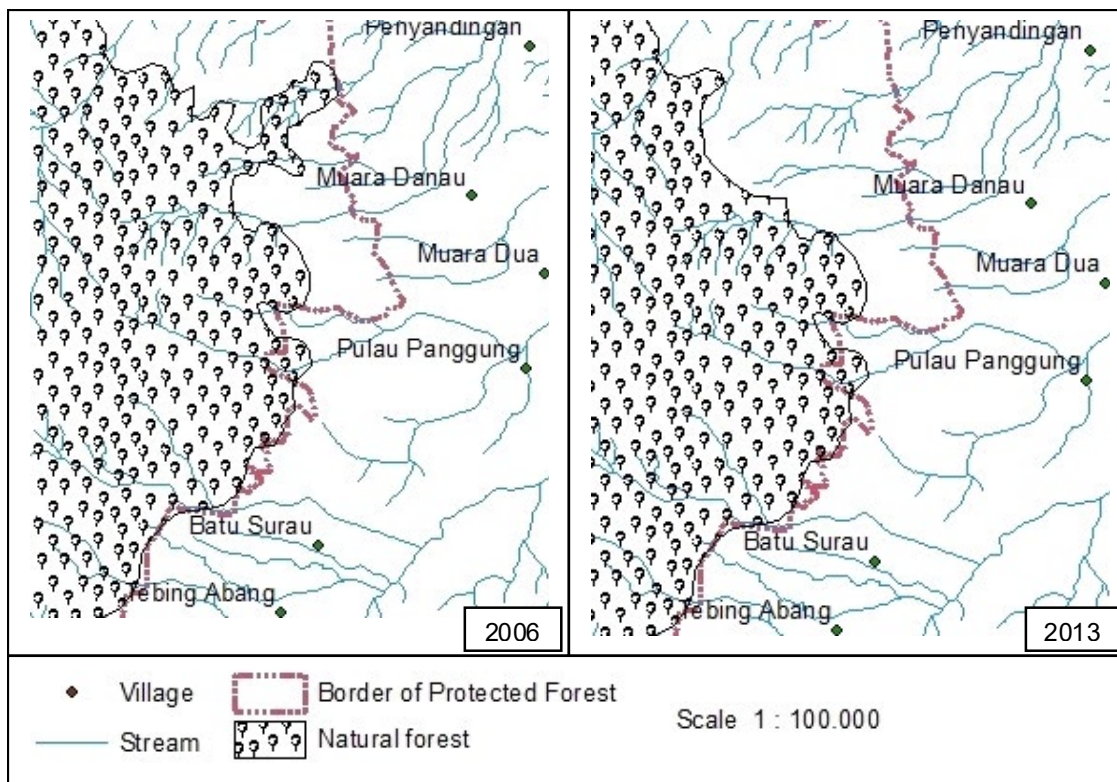 Penyandingan
Muara Danau
Muara Dua
Pulau Panggung
Batu Surau
Tebing Abang
2006
Penyandingan
Muara Danau
Muara Dua
Pulau Panggung
Batu Surau
Tebing Abang
2013
Village
Border of Protected Forest
Stream
Natural forest
Scale 1 : 100.000